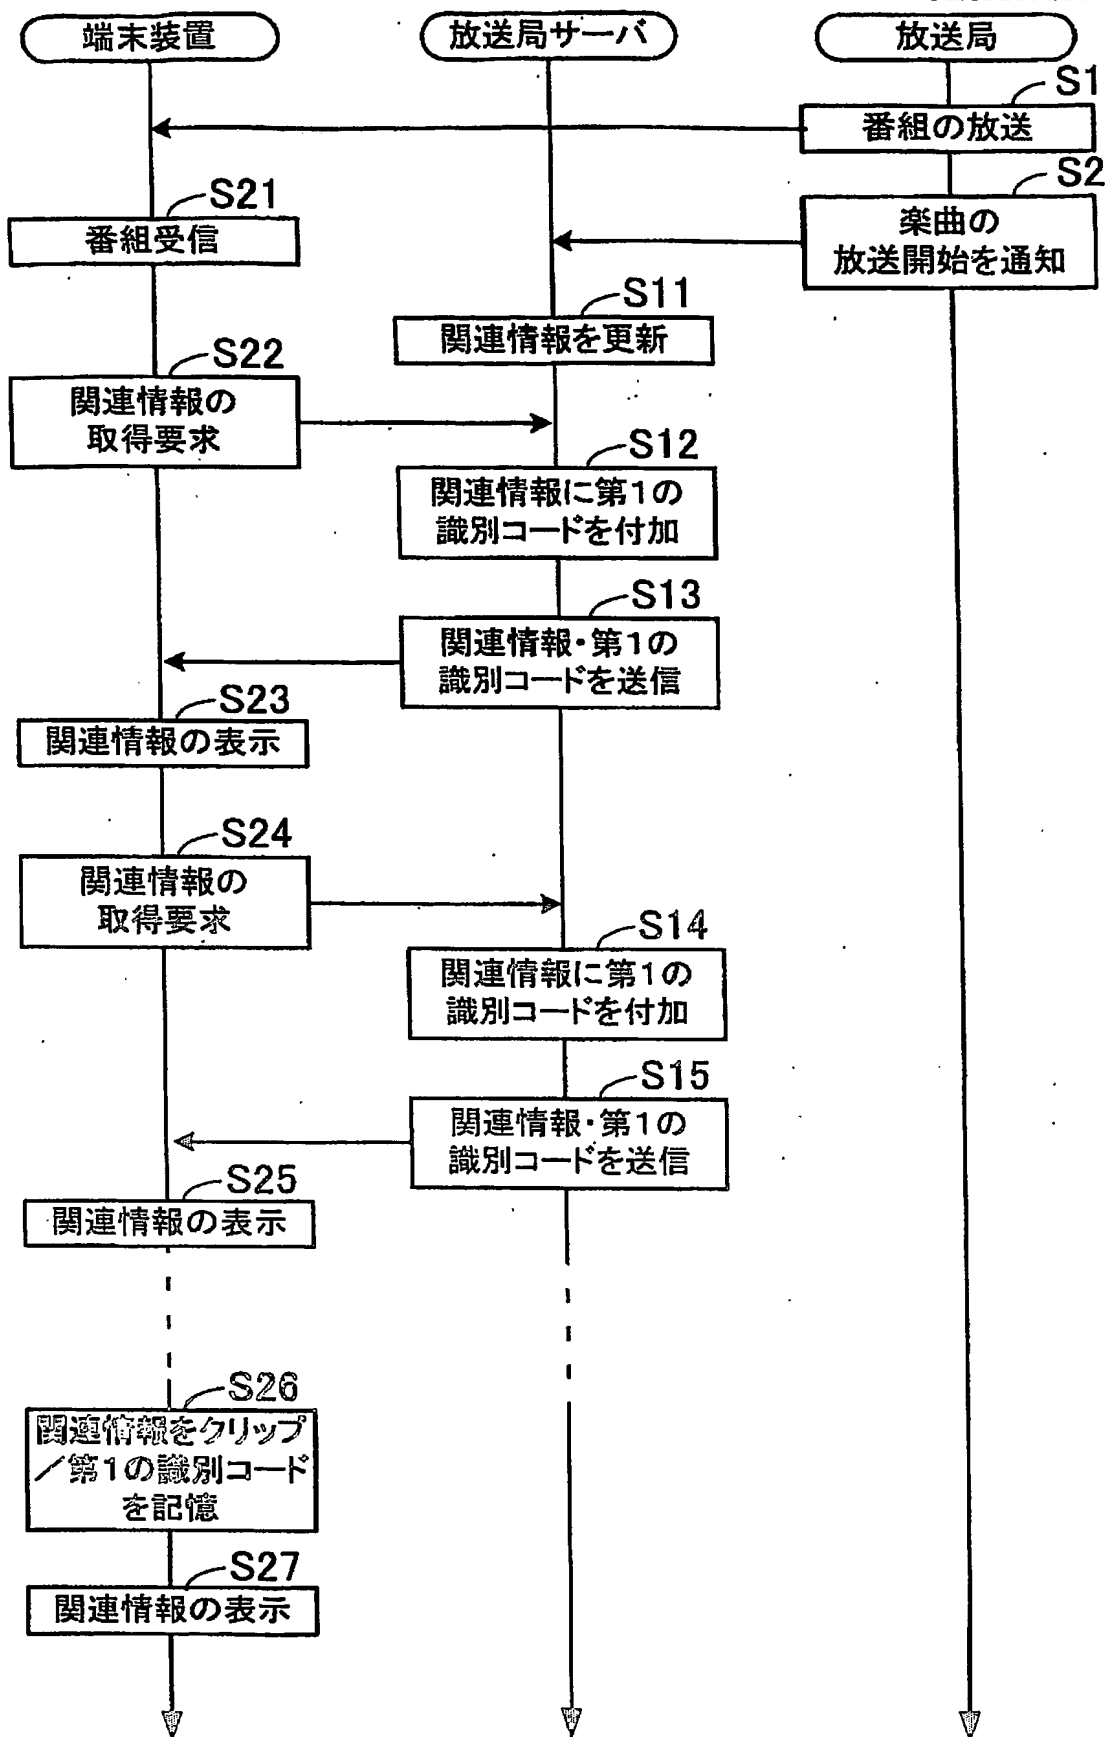 端末装置
放送局サーバ
放送局
S1
番組の放送
S2
楽曲の
放送開始を通知
S21
番組受信
S11
関連情報を更新
S22
関連情報の
取得要求
S12
関連情報に第1の
識別コードを付加
S13
関連情報・第1の
識別コードを送信
S23
関連情報の表示
S24
関連情報の
取得要求
S14
関連情報に第1の
識別コードを付加
S15
関連情報・第1の
識別コードを送信
S25
関連情報の表示
S26
関連情報をクリップ
/第1の識別コード
を記憶
S27
関連情報の表示